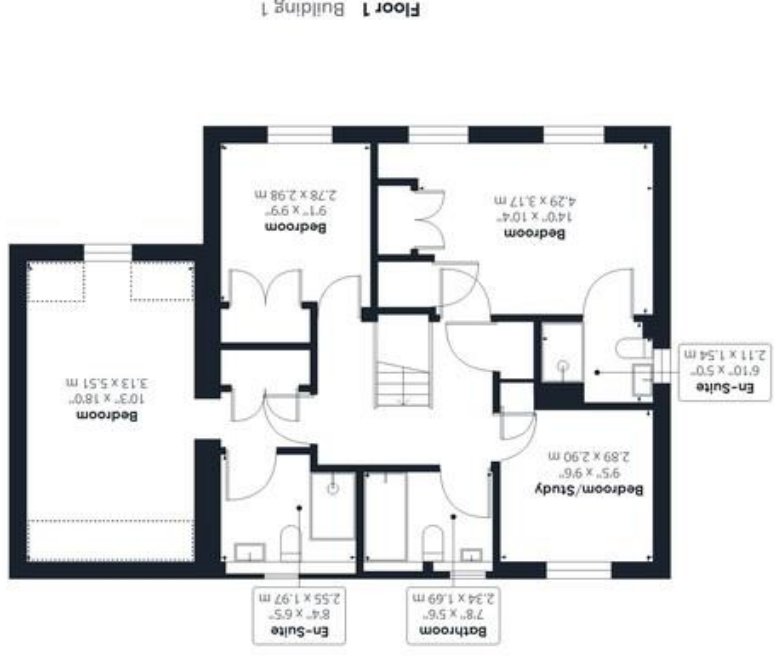 Bathroom
7'8" x 5'6"
2.34 x 1.69 m
En-Suite
8'4" x 6'5"
2.55 x 1.97 m
Bedroom/Study
9'5" x 9'6"
2.89 x 2.90 m
En-Suite
6'10" x 5'0"
2.11 x 1.54 m
Bedroom
10'3" x 18'0"
3.13 x 5.51 m
Bedroom
14'0" x 10'4"
4.29 x 3.17 m
Bedroom
9'1" x 9'9"
2.78 x 2.98 m
Floor 1 Building 1